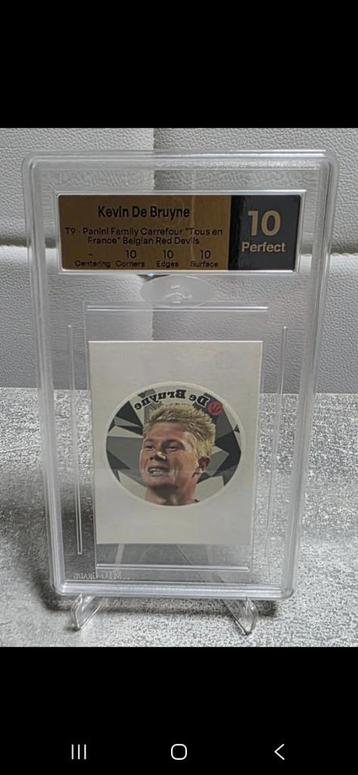 Kevin De Bruyne
T9 - Panini Family Carrefour "Tous en
France" Belgian Red Devils
- 10 10 10
Centering Corners Edges Surface
10
Perfect
De Bruyne